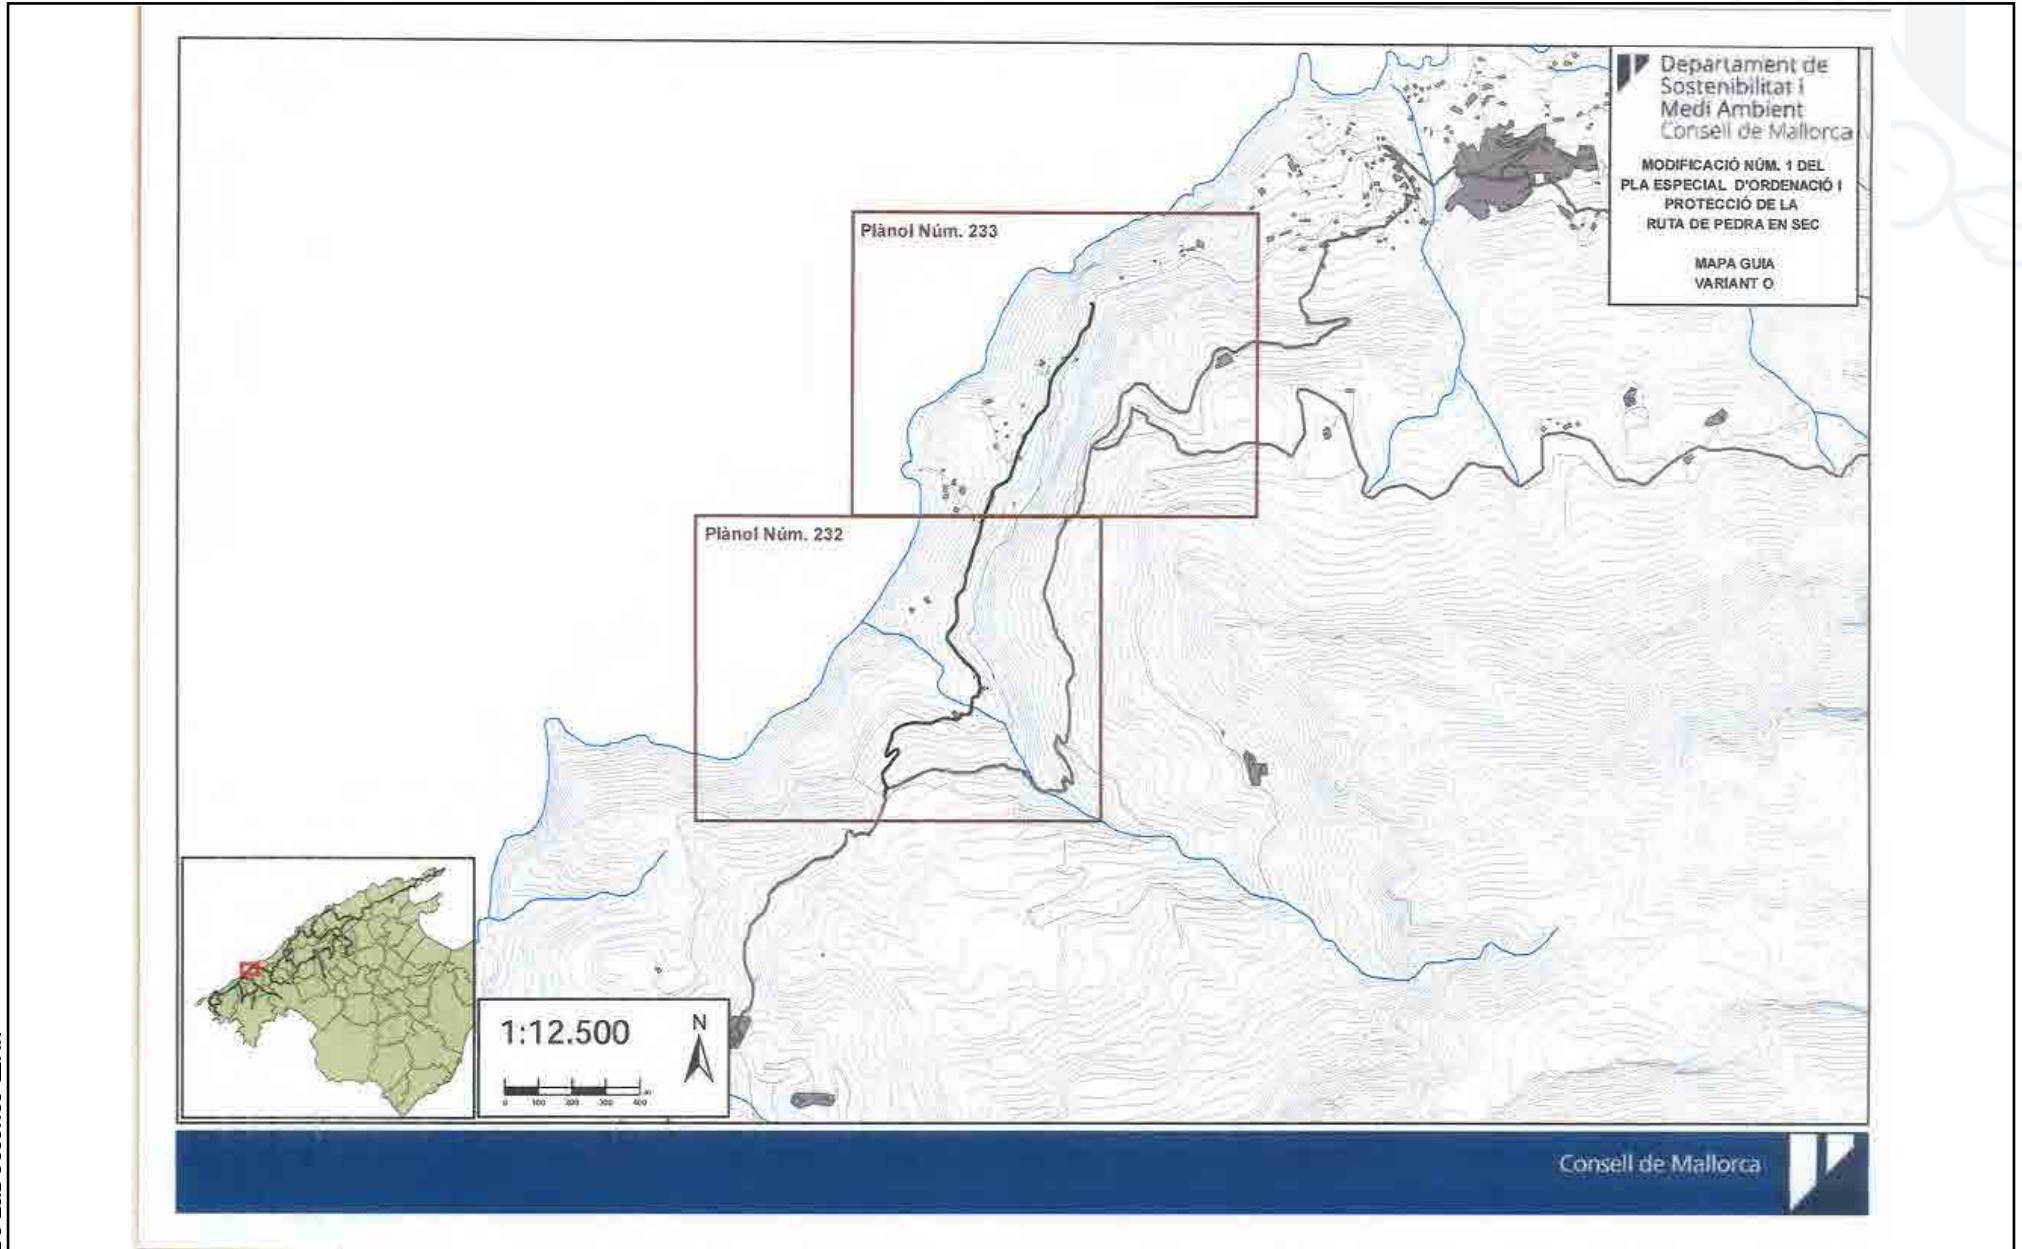 Departament de
Sostenibilitat i
Medi Ambient
Consell de Mallorca
MODIFICACIÓ NÚM. 1 DEL
PLA ESPECIAL D'ORDENACIÓ I
PROTECCIÓ DE LA
RUTA DE PEDRA EN SEC
MAPA GUIA
VARIANT O
Plànol Núm. 233
Plànol Núm. 232
1:12.500
N
0 100 200 300 400
Consell de Mallorca